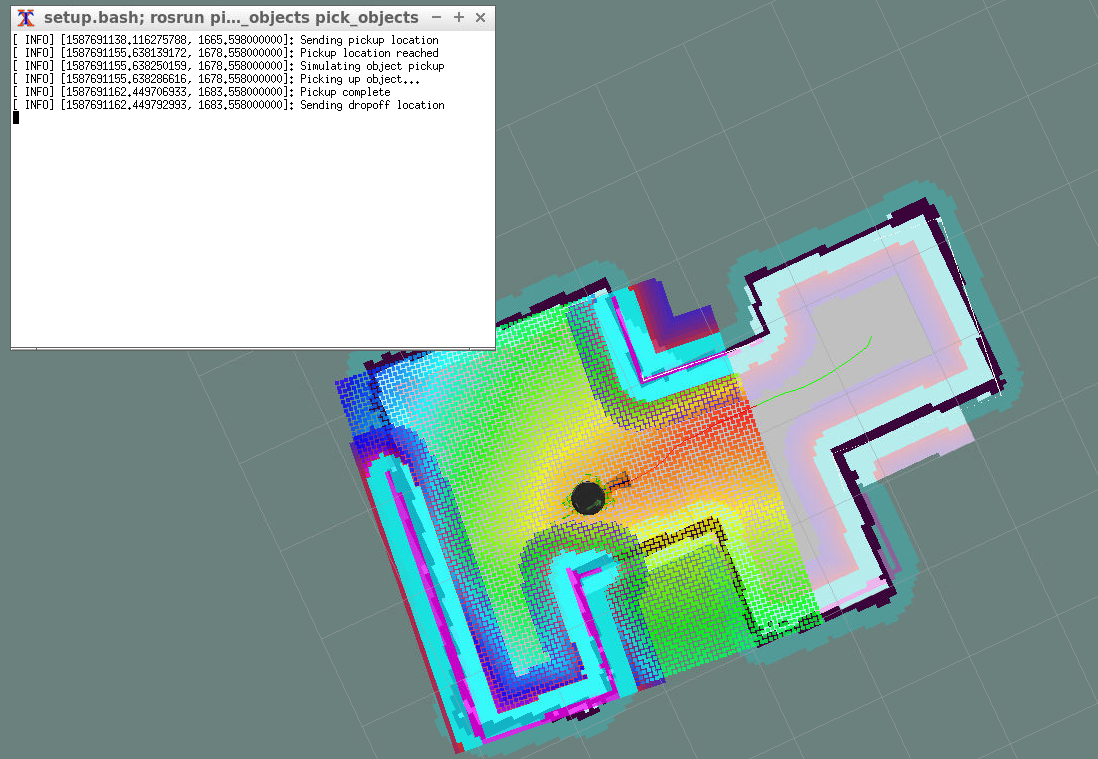 setup.bash; rosrun pi..._objects pick_objects
[ INFO] [1587691138.116275788, 1665.598000000]: Sending pickup location
[ INFO] [1587691155.638139172, 1678.558000000]: Pickup location reached
[ INFO] [1587691155.638250159, 1678.558000000]: Simulating object pickup
[ INFO] [1587691155.638286616, 1678.558000000]: Picking up object...
[ INFO] [1587691162.449706933, 1683.558000000]: Pickup complete
[ INFO] [1587691162.449792993, 1683.558000000]: Sending dropoff location